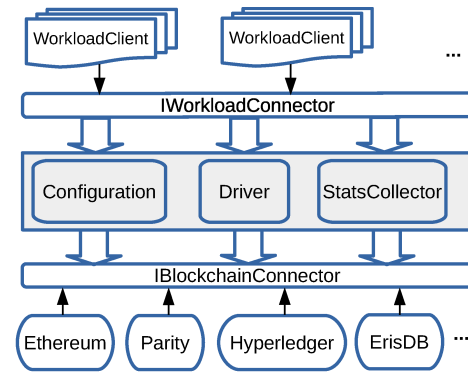 WorkloadClient WorkloadClient ...
IWorkloadConnector
Configuration Driver StatsCollector
IBlockchainConnector
Ethereum Parity Hyperledger ErisDB ...